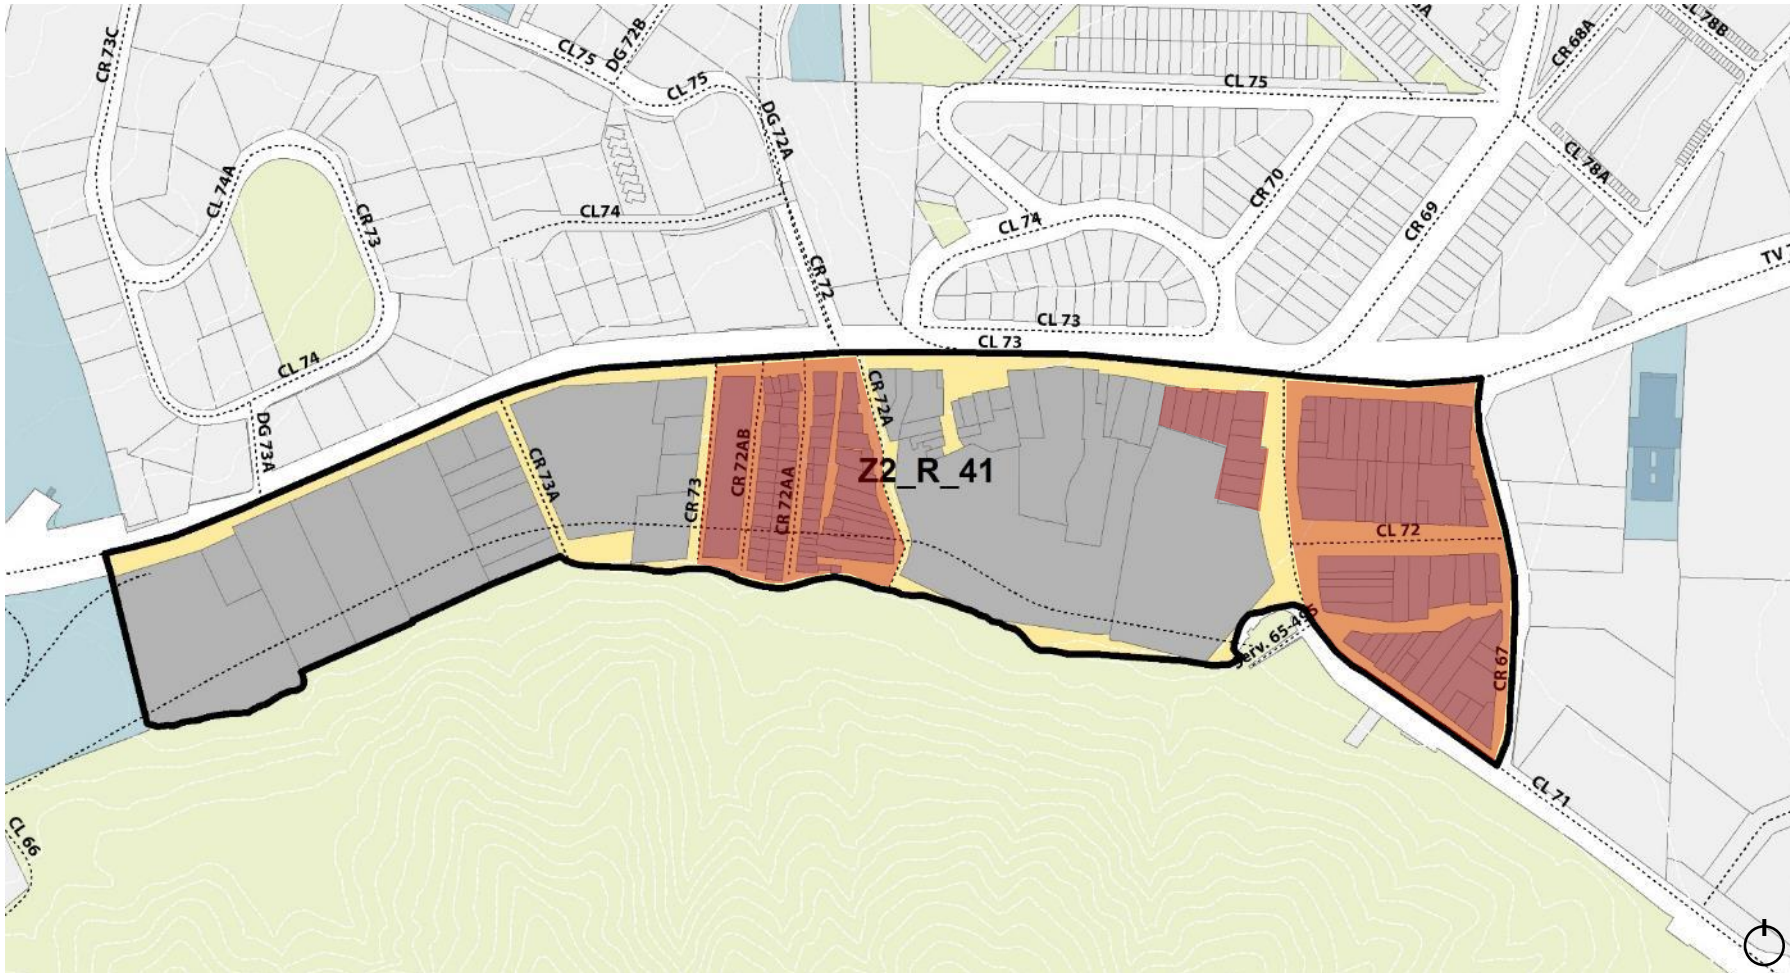 CR 73C
CL75
DG 72B
CL 75
DG 72A
CL 75
CR 68A
CL 78B
CL 78A
CL 74A
CR 73
CL74
CR 72
CL 74
CR 70
CR 69
TV
CL 73
CL 73
CL 74
DG 73A
CR 73A
CR 73
CR 72AB
CR 72AA
CR 72A
Z2_R_41
CL 72
Serv. 65-49S
CR 67
CL 71
CL 66